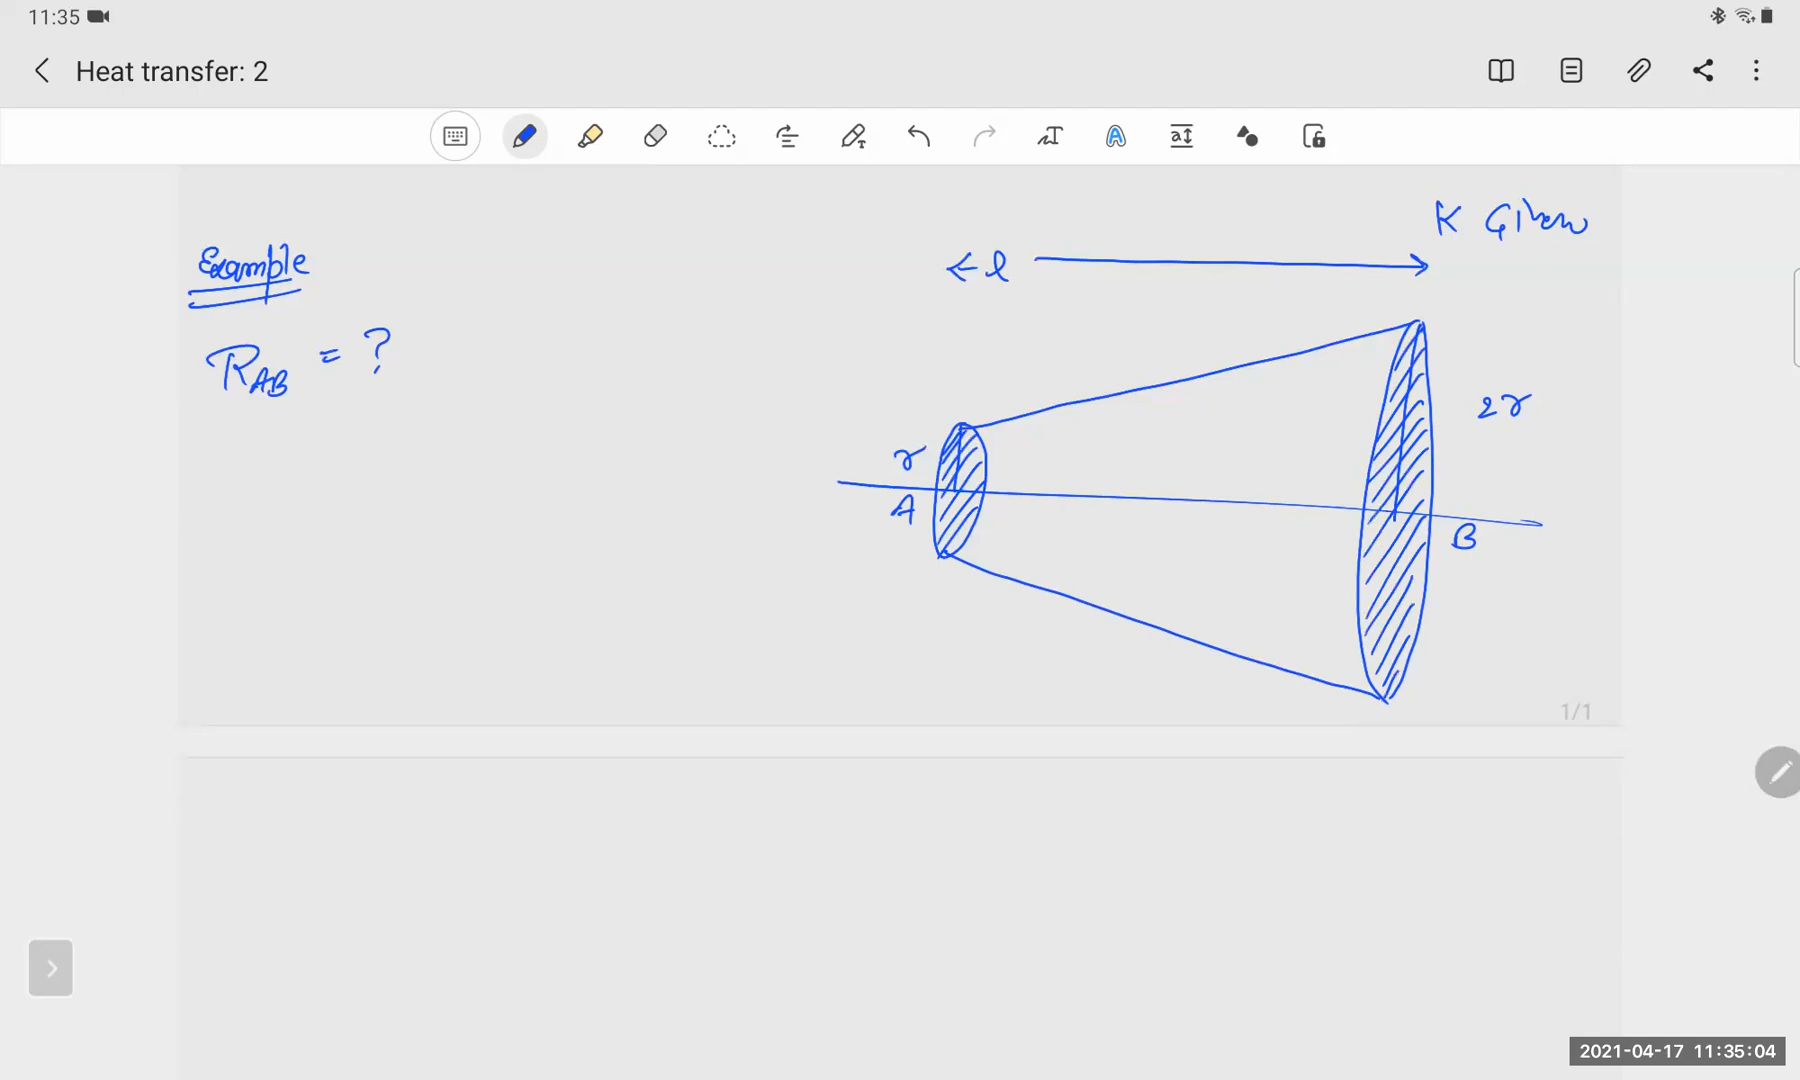 11:35
Heat transfer: 2
K Given
Example
← l →
R_AB = ?
2r
r
A
B
1/1
2021-04-17 11:35:04